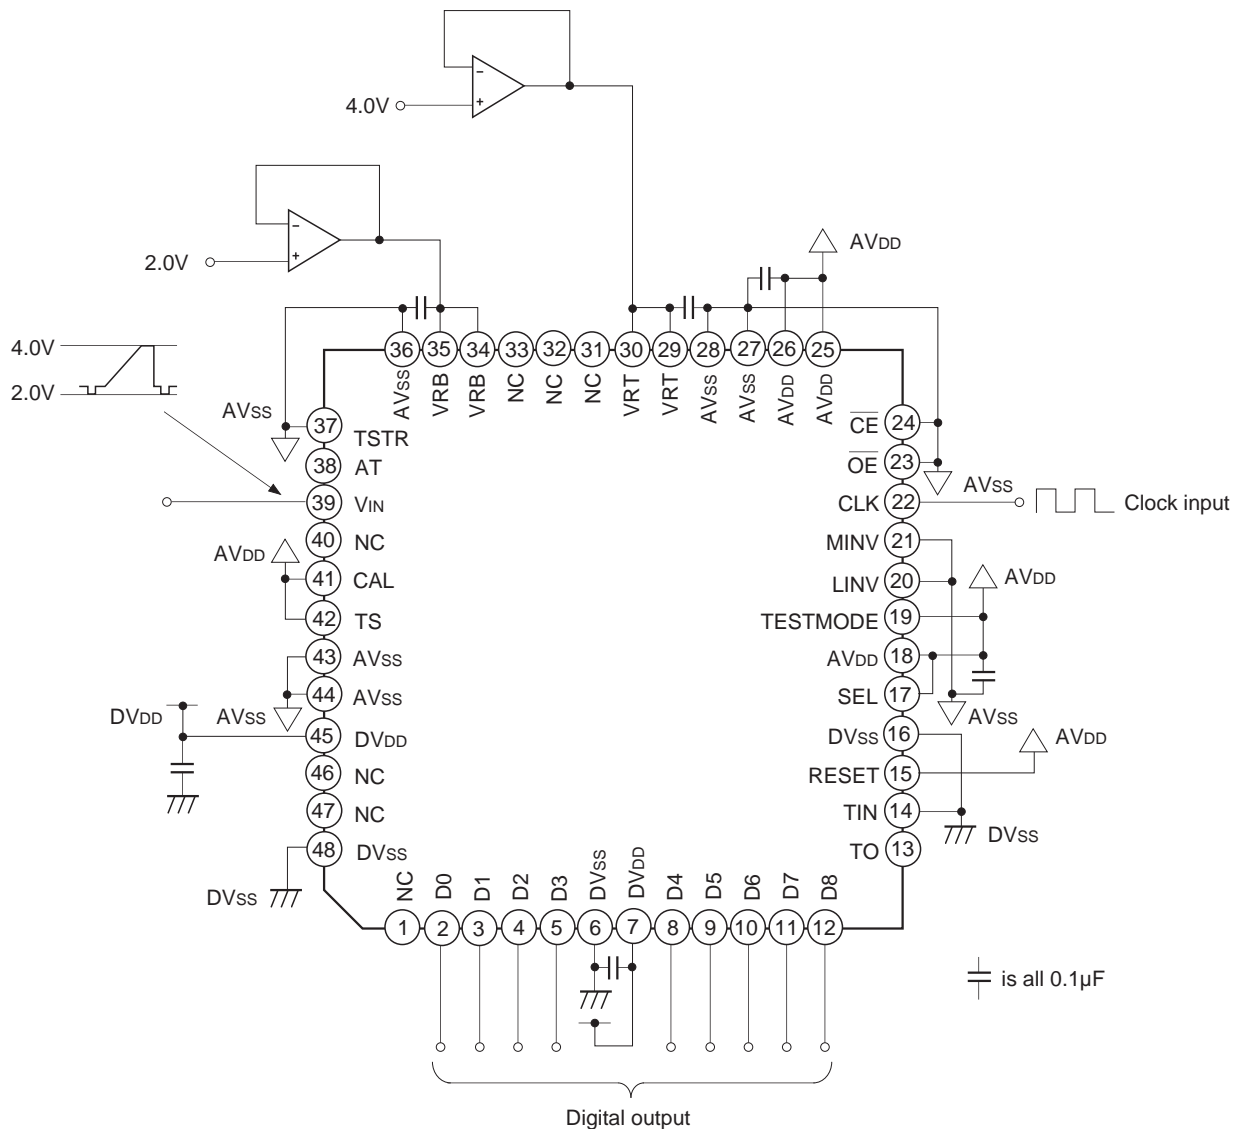 4.0V
2.0V
AVDD
36 35 34 33 32 31 30 29 28 27 26 25
AVSS VRB VRB NC NC NC VRT VRT AVSS AVSS AVDD AVDD
4.0V
2.0V
AVSS
37 TSTR
38 AT
39 VIN
40 NC
AVDD
41 CAL
42 TS
43 AVSS
44 AVSS
AVSS
DVDD
45 DVDD
46 NC
47 NC
48 DVSS
DVSS
CE 24
OE 23
AVSS
CLK 22
Clock input
MINV 21
LINV 20
AVDD
TESTMODE 19
AVDD 18
SEL 17
AVSS
DVSS 16
AVDD
RESET 15
TIN 14
DVSS
TO 13
NC D0 D1 D2 D3 DVSS DVDD D4 D5 D6 D7 D8
1 2 3 4 5 6 7 8 9 10 11 12
is all 0.1µF
Digital output